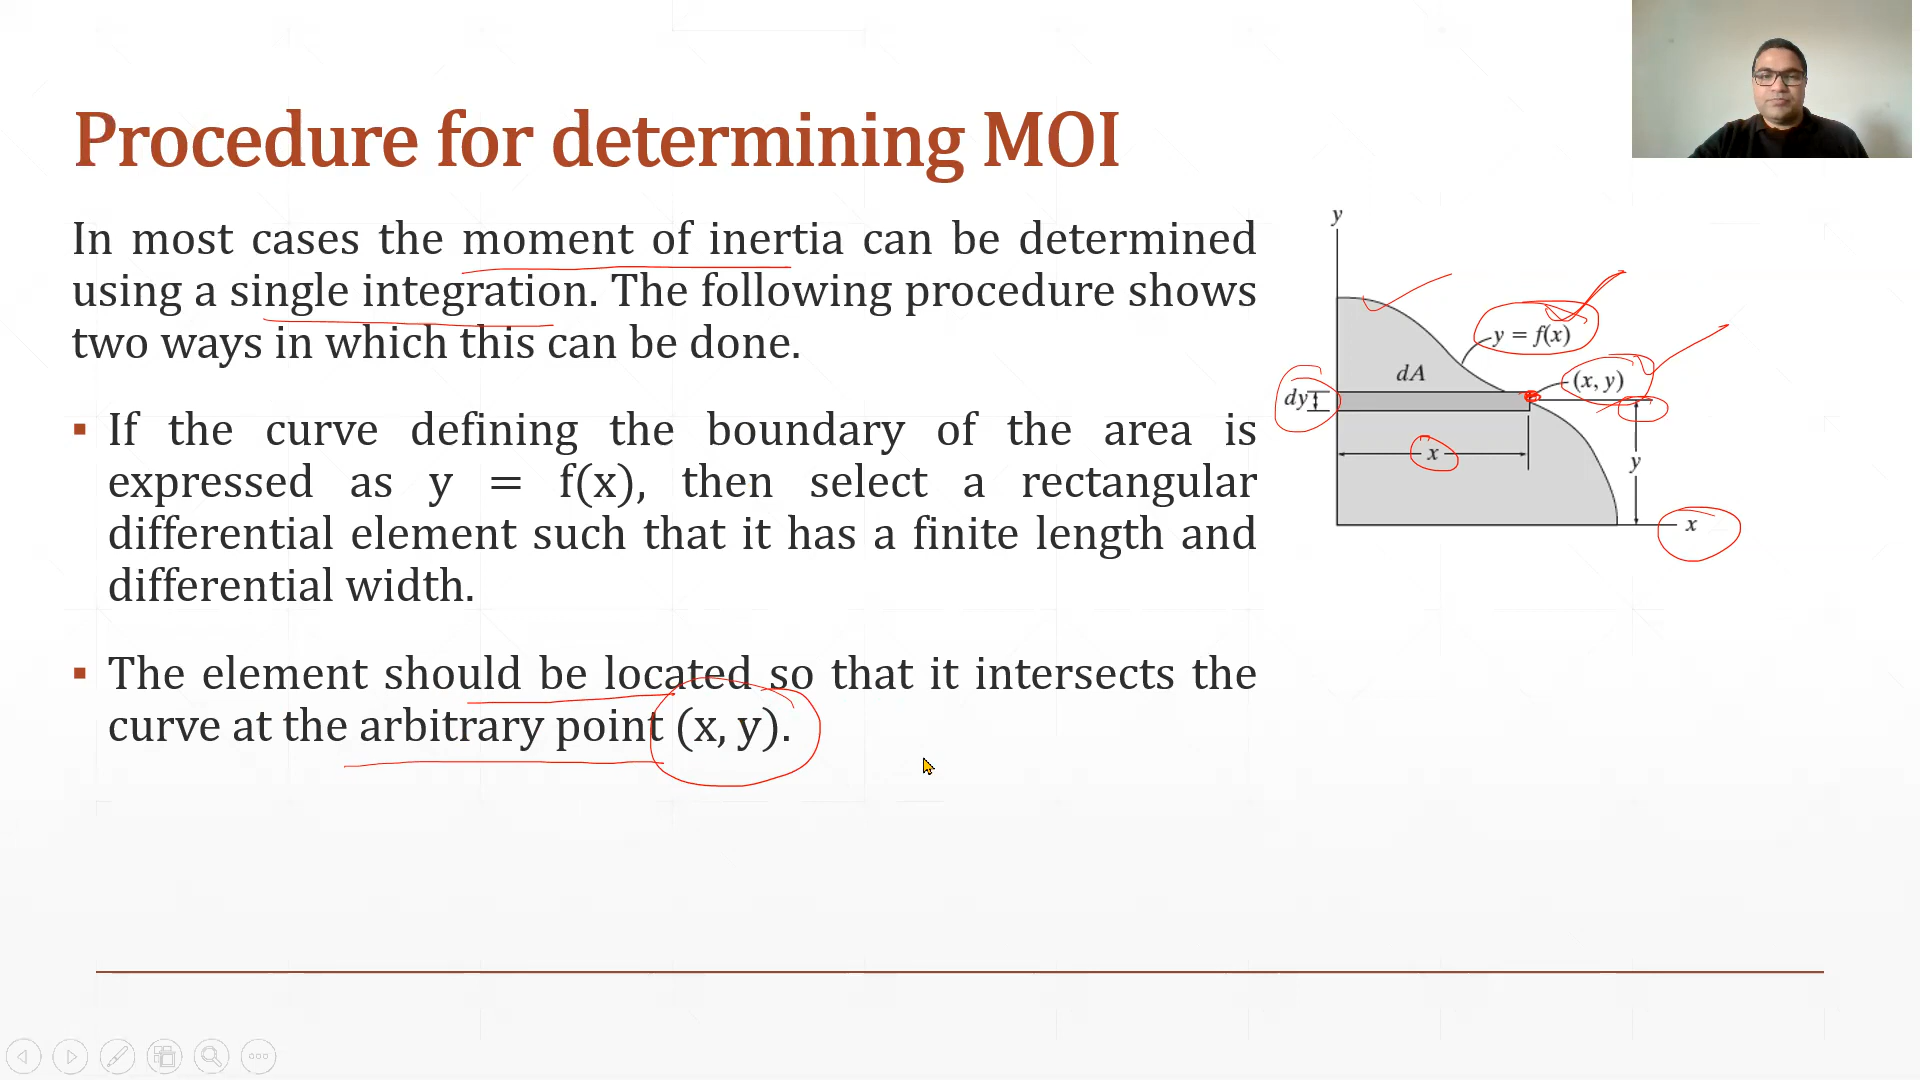 Procedure for determining MOI
In most cases the moment of inertia can be determined
using a single integration. The following procedure shows
two ways in which this can be done.
▪ If the curve defining the boundary of the area is
expressed as y = f(x), then select a rectangular
differential element such that it has a finite length and
differential width.
▪ The element should be located so that it intersects the
curve at the arbitrary point (x, y).
y
y = f(x)
dA
(x, y)
dy
x
y
x